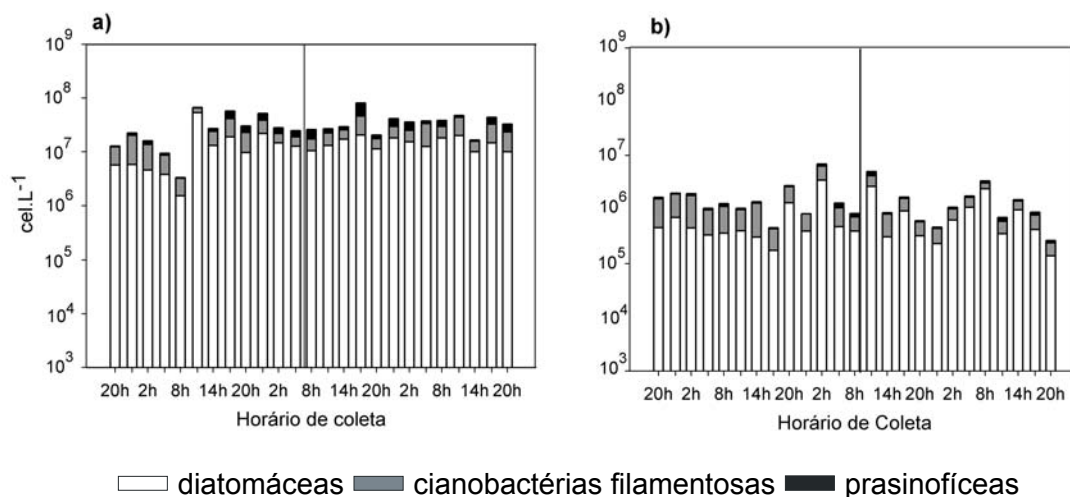 a)
10⁹
10⁸
10⁷
10⁶
10⁵
10⁴
10³
cel.L⁻¹
20h 2h 8h 14h 20h 2h 8h 14h 20h 2h 8h 14h 20h
Horário de coleta
b)
10⁹
10⁸
10⁷
10⁶
10⁵
10⁴
10³
20h 2h 8h 14h 20h 2h 8h 14h 20h 2h 8h 14h 20h
Horário de Coleta
diatomáceas cianobactérias filamentosas prasinofíceas